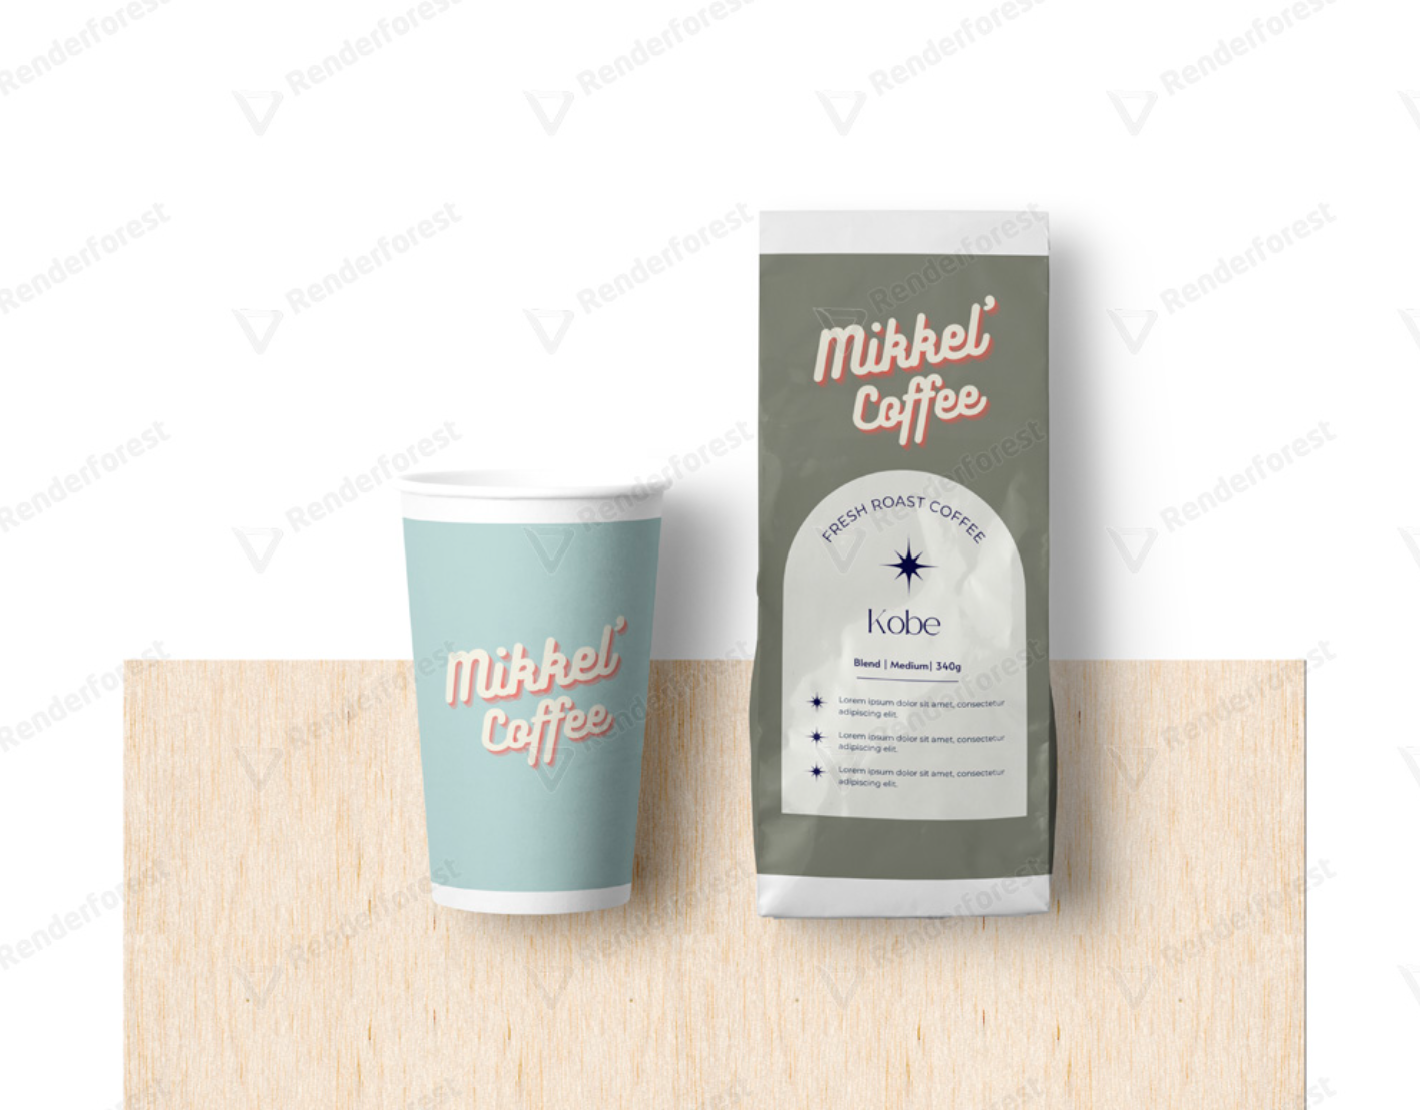 Mikkel’
Coffee
Mikkel’
Coffee
FRESH ROAST COFFEE
Kobe
Blend | Medium| 340g
Lorem ipsum dolor sit amet, consectetur
adipiscing elit.
Lorem ipsum dolor sit amet, consectetur
adipiscing elit.
Lorem ipsum dolor sit amet, consectetur
adipiscing elit.
Renderforest